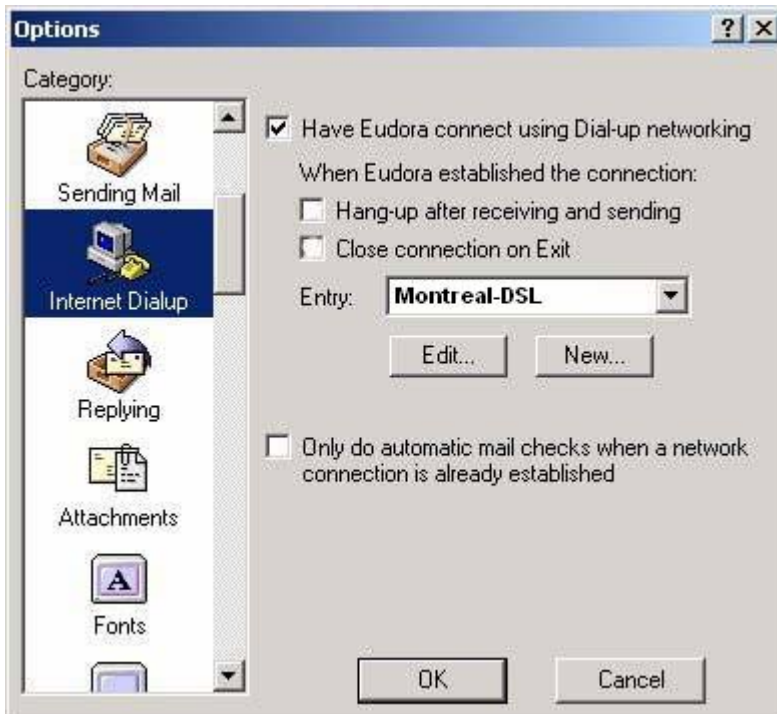 Options
Category:
Sending Mail
Internet Dialup
Replying
Attachments
A
Fonts
Have Eudora connect using Dial-up networking
When Eudora established the connection:
Hang-up after receiving and sending
Close connection on Exit
Entry: Montreal-DSL
Edit... New...
Only do automatic mail checks when a network
connection is already established
OK Cancel